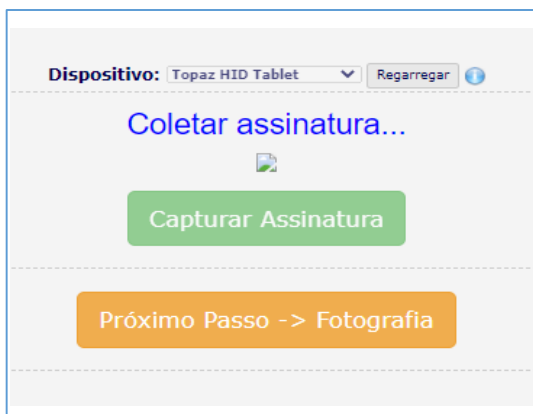 Dispositivo: Topaz HID Tablet Regarregar
Coletar assinatura...
Capturar Assinatura
Próximo Passo -> Fotografia